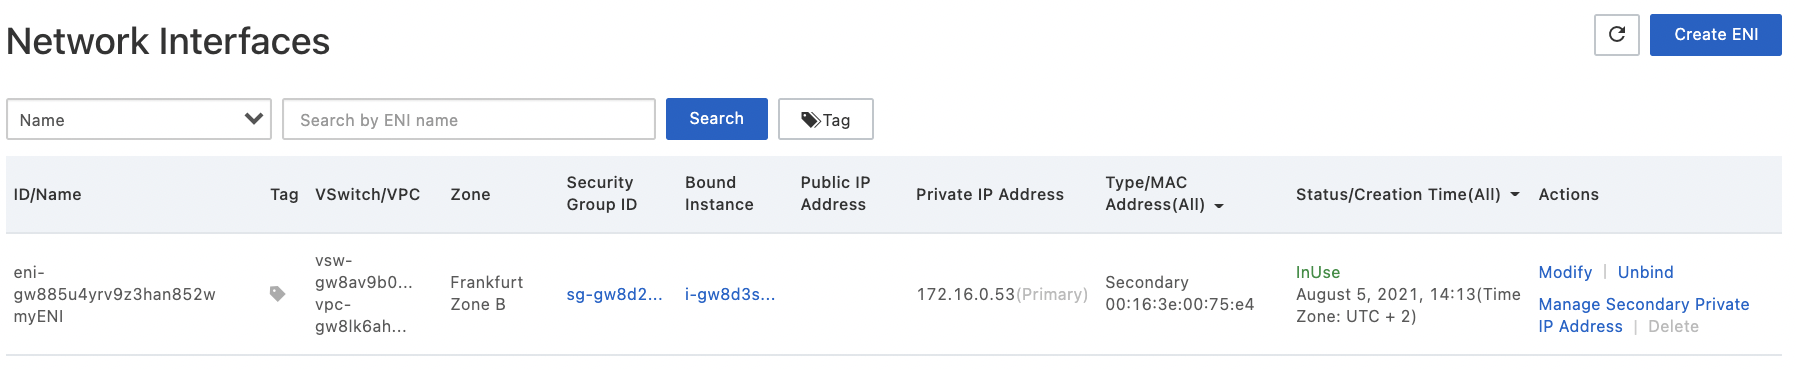 Network Interfaces
Create ENI
Name
Search by ENI name
Search
Tag
ID/Name
Tag
VSwitch/VPC
Zone
Security
Group ID
Bound
Instance
Public IP
Address
Private IP Address
Type/MAC
Address(All)
Status/Creation Time(All)
Actions
eni-
gw885u4yrv9z3han852w
myENI
vsw-
gw8av9b0...
vpc-
gw8lk6ah...
Frankfurt
Zone B
sg-gw8d2...
i-gw8d3s...
172.16.0.53(Primary)
Secondary
00:16:3e:00:75:e4
InUse
August 5, 2021, 14:13(Time
Zone: UTC + 2)
Modify | Unbind
Manage Secondary Private
IP Address | Delete